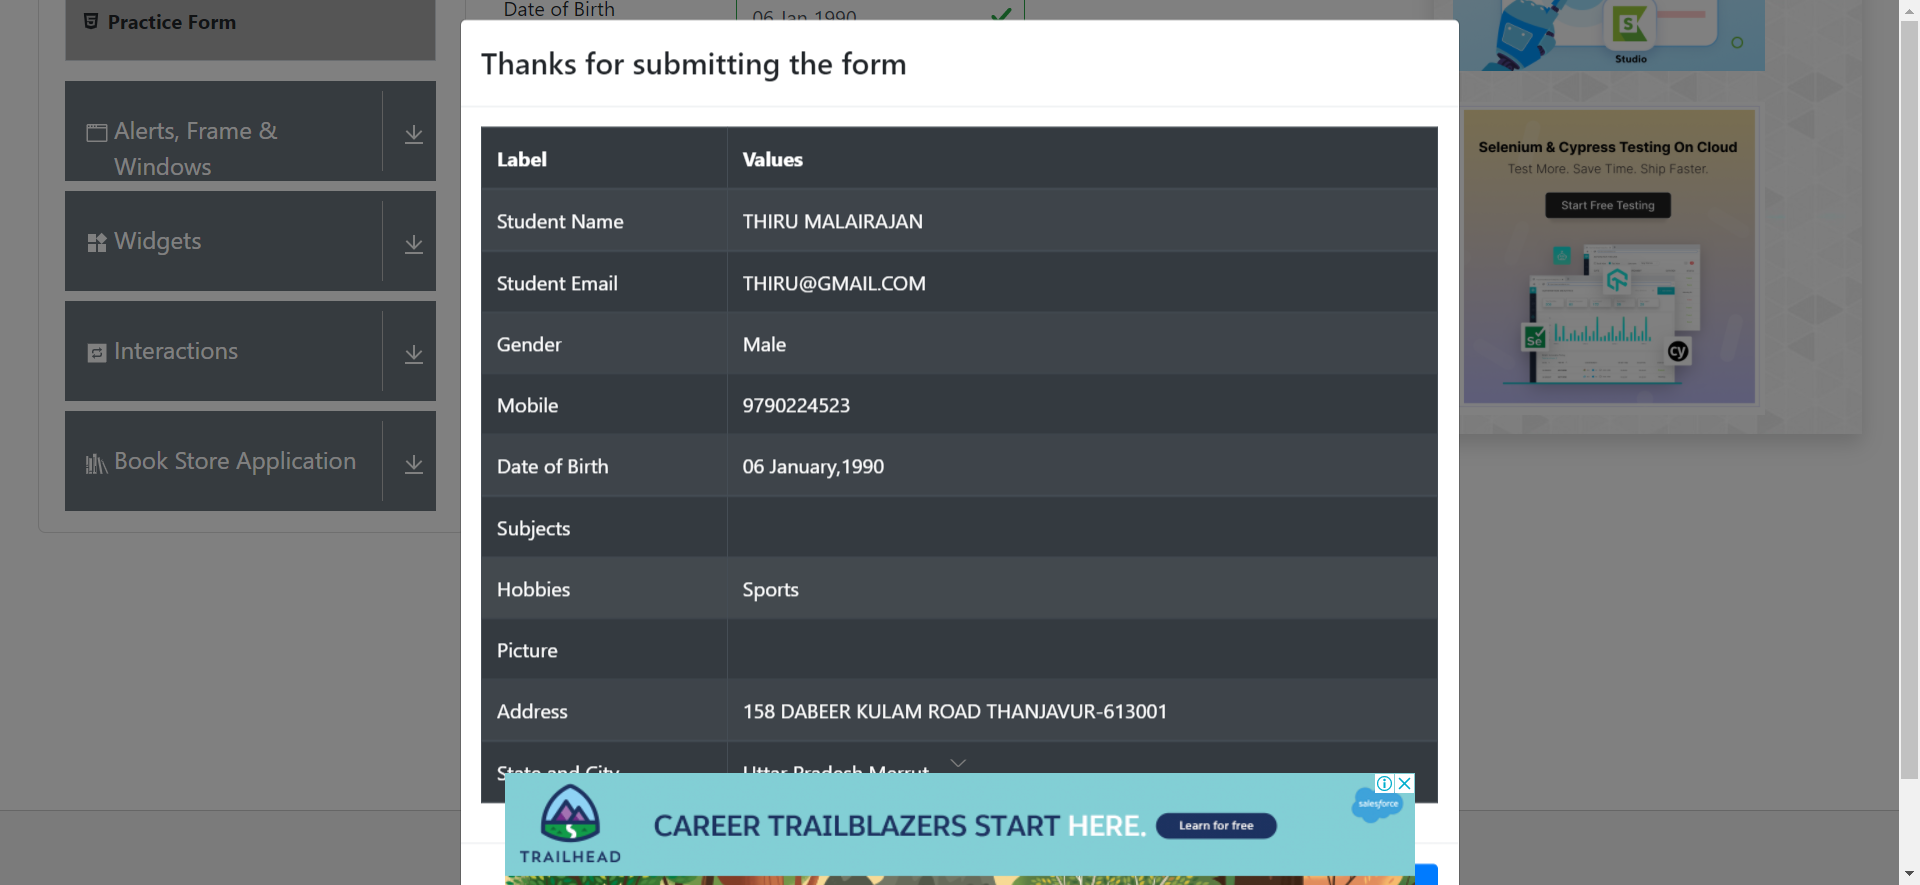 Practice Form
Alerts, Frame &
Windows
Widgets
Interactions
Book Store Application
Date of Birth
06 Jan 1990
Thanks for submitting the form
Label Values
Student Name THIRU MALAIRAJAN
Student Email THIRU@GMAIL.COM
Gender Male
Mobile 9790224523
Date of Birth 06 January,1990
Subjects
Hobbies Sports
Picture
Address 158 DABEER KULAM ROAD THANJAVUR-613001
State and City Uttar Pradesh Merrut
TRAILHEAD
CAREER TRAILBLAZERS START HERE.
Learn for free
salesforce
Studio
Selenium & Cypress Testing On Cloud
Test More. Save Time. Ship Faster.
Start Free Testing
Se
cy